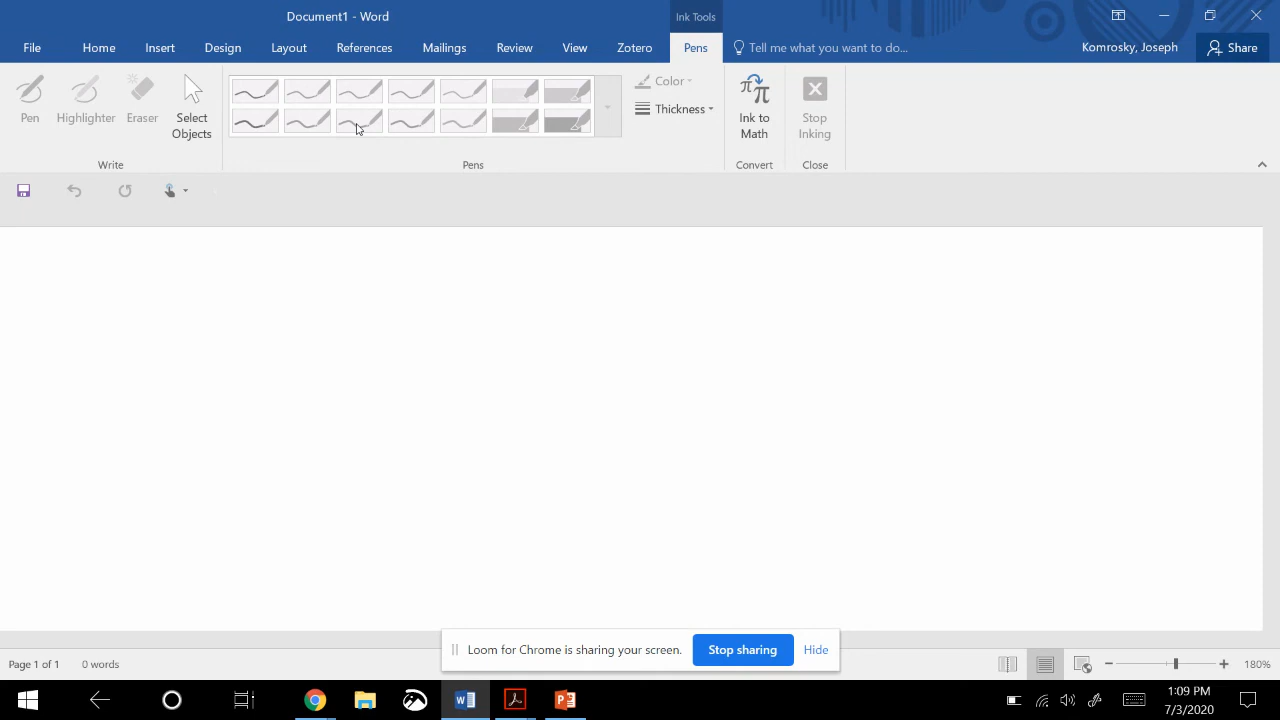 Document1 - Word
Ink Tools
File
Home
Insert
Design
Layout
References
Mailings
Review
View
Zotero
Pens
Tell me what you want to do...
Komrosky, Joseph
Share
Pen
Highlighter
Eraser
Select
Objects
Color
Thickness
Ink to
Math
Stop
Inking
Write
Pens
Convert
Close
Loom for Chrome is sharing your screen.
Stop sharing
Hide
Page 1 of 1
0 words
180%
1:09 PM
7/3/2020